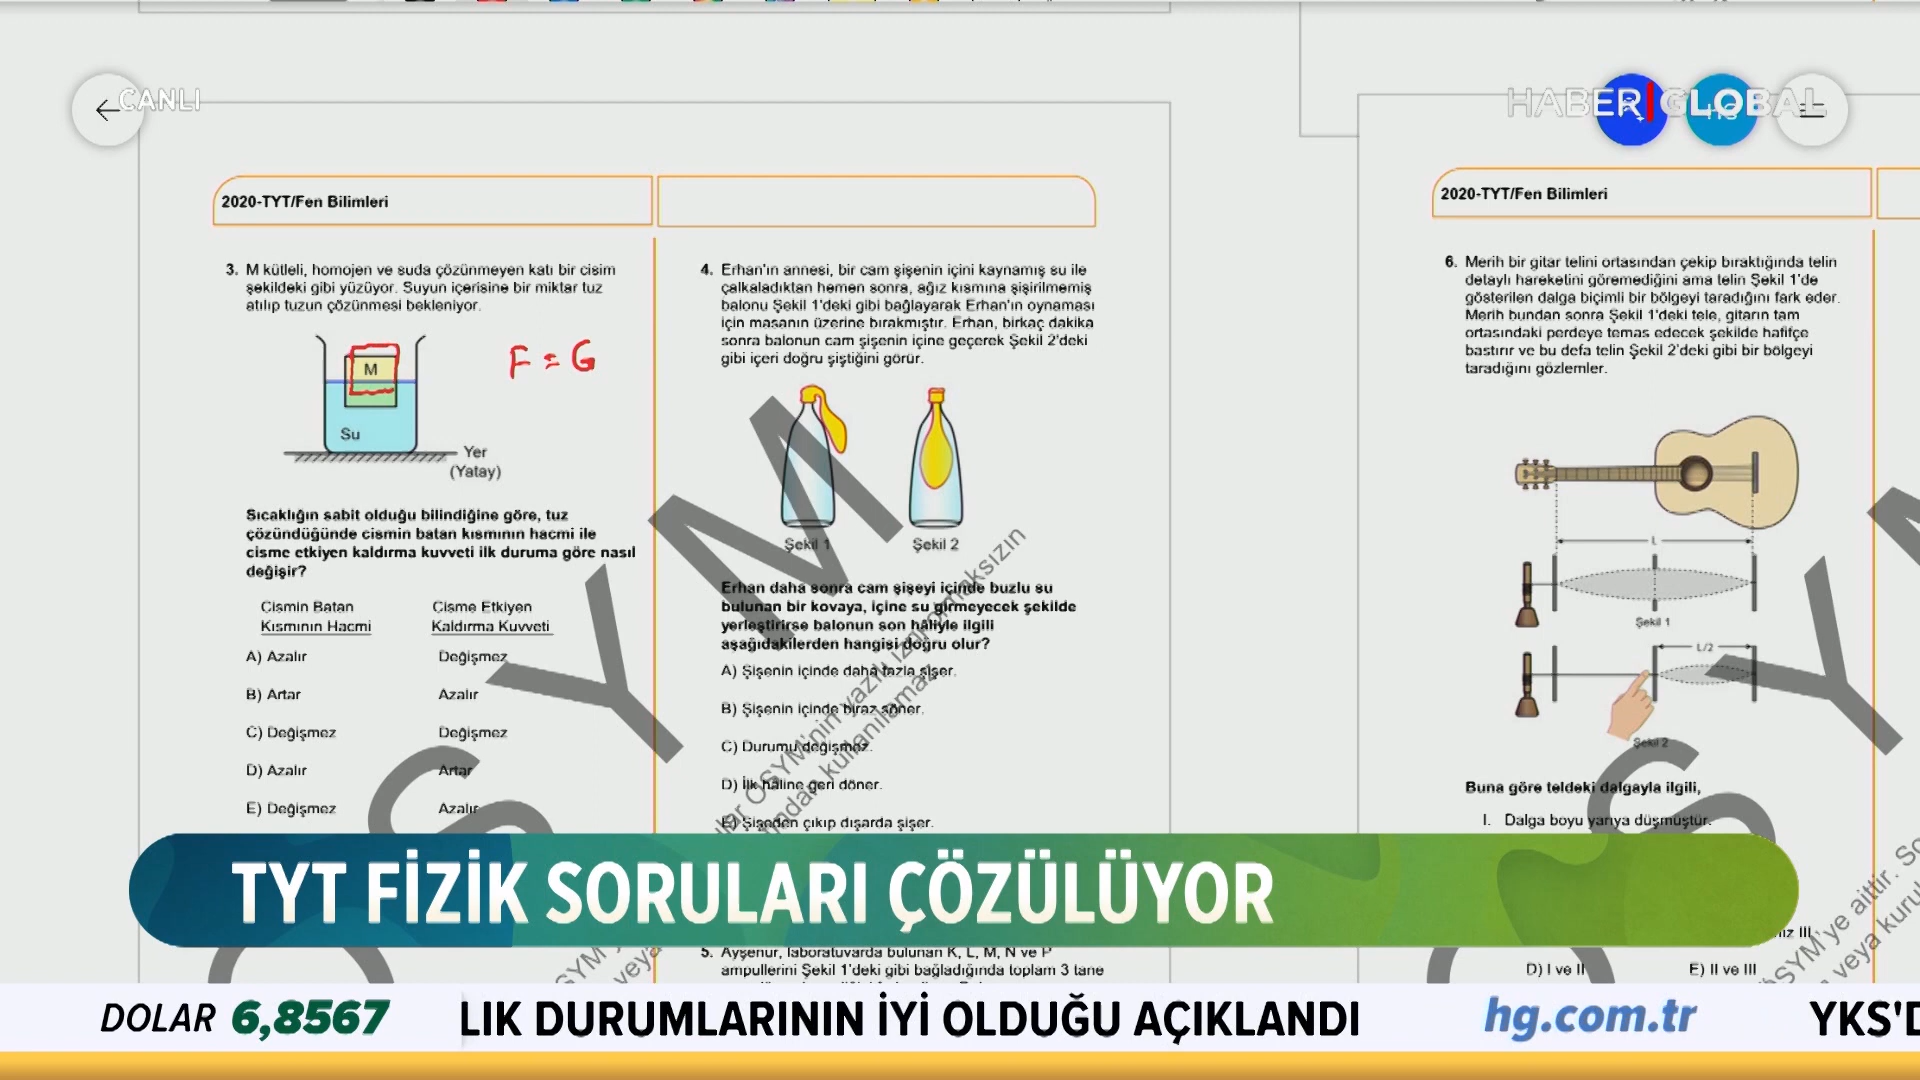 CANLI
HABER GLOBAL
2020-TYT/Fen Bilimleri
3. M kütleli, homojen ve suda çözünmeyen katı bir cisim
şekildeki gibi yüzüyor. Suyun içerisine bir miktar tuz
atılıp tuzun çözünmesi bekleniyor.
M
F = G
Su
Yer
(Yatay)
Sıcaklığın sabit olduğu bilindiğine göre, tuz
çözündüğünde cismin batan kısmının hacmi ile
cisme etkiyen kaldırma kuvveti ilk duruma göre nasıl
değişir?
Cismin Batan Cisme Etkiyen
Kısmının Hacmi Kaldırma Kuvveti
A) Azalır Değişmez
B) Artar Azalır
C) Değişmez Değişmez
D) Azalır Artar
E) Değişmez Azalır
4. Erhan'ın annesi, bir cam şişenin içini kaynamış su ile
çalkaladıktan hemen sonra, ağız kısmına şişirilmemiş
balonu Şekil 1'deki gibi bağlayarak Erhan'ın oynaması
için masanın üzerine bırakmıştır. Erhan, birkaç dakika
sonra balonun cam şişenin içine geçerek Şekil 2'deki
gibi içeri doğru şiştiğini görür.
Şekil 1 Şekil 2
Erhan daha sonra cam şişeyi içinde buzlu su
bulunan bir kovaya, içine su girmeyecek şekilde
yerleştirirse balonun son hâliyle ilgili
aşağıdakilerden hangisi doğru olur?
A) Şişenin içinde daha fazla şişer.
B) Şişenin içinde biraz söner.
C) Durumu değişmez.
D) İlk hâline geri döner.
E) Şişeden çıkıp dışarda şişer.
5. Ayşenur, laboratuvarda bulunan K, L, M, N ve P
ampullerini Şekil 1'deki gibi bağladığında toplam 3 tane
2020-TYT/Fen Bilimleri
6. Merih bir gitar telini ortasından çekip bıraktığında telin
detaylı hareketini göremediğini ama telin Şekil 1'de
gösterilen dalga biçimli bir bölgeyi taradığını fark eder.
Merih bundan sonra Şekil 1'deki tele, gitarın tam
ortasındaki perdeye temas edecek şekilde hafifçe
bastırır ve bu defa telin Şekil 2'deki gibi bir bölgeyi
taradığını gözlemler.
L
Şekil 1
L/2
Şekil 2
Buna göre teldeki dalgayla ilgili,
I. Dalga boyu yarıya düşmüştür.
III
D) I ve II E) II ve III
ÖSYM
TYT FİZİK SORULARI ÇÖZÜLÜYOR
DOLAR 6,8567
LIK DURUMLARININ İYİ OLDUĞU AÇIKLANDI
hg.com.tr
YKS'D